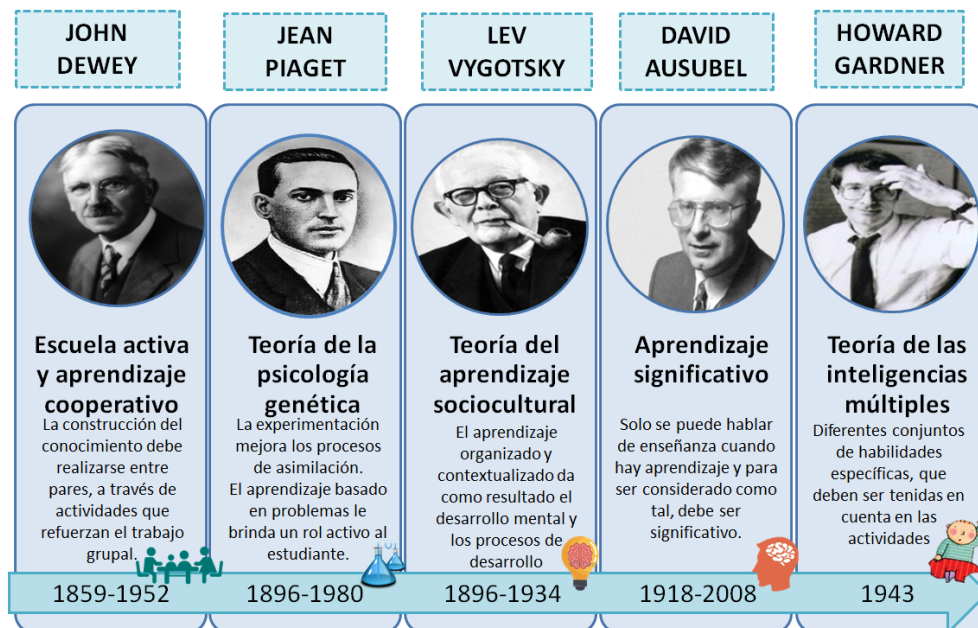 JOHN
DEWEY
JEAN
PIAGET
LEV
VYGOTSKY
DAVID
AUSUBEL
HOWARD
GARDNER
Escuela activa
y aprendizaje
cooperativo
La construcción del
conocimiento debe
realizarse entre
pares, a través de
actividades que
refuerzan el trabajo
grupal.
Teoría de la
psicología
genética
La experimentación
mejora los procesos
de asimilación.
El aprendizaje basado
en problemas le
brinda un rol activo al
estudiante.
Teoría del
aprendizaje
sociocultural
El aprendizaje
organizado y
contextualizado da
como resultado el
desarrollo mental y
los procesos de
desarrollo
Aprendizaje
significativo
Solo se puede hablar
de enseñanza cuando
hay aprendizaje y para
ser considerado como
tal, debe ser
significativo.
Teoría de las
inteligencias
múltiples
Diferentes conjuntos
de habilidades
específicas, que
deben ser tenidas en
cuenta en las
actividades
1859-1952
1896-1980
1896-1934
1918-2008
1943